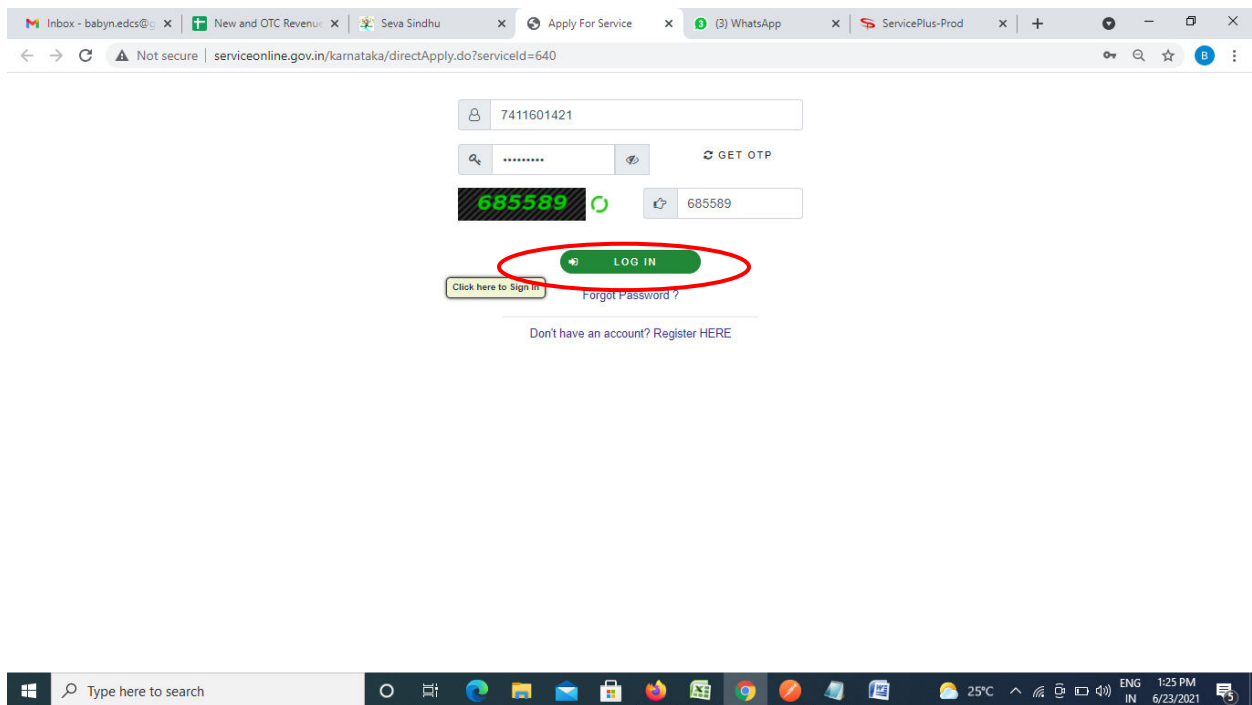 Inbox - babyn.edcs@g
New and OTC Revenue
Seva Sindhu
Apply For Service
(3) WhatsApp
ServicePlus-Prod
Not secure
serviceonline.gov.in/karnataka/directApply.do?serviceId=640
B
7411601421
•••••••••
GET OTP
685589
685589
LOG IN
Click here to Sign In
Forgot Password ?
Don't have an account? Register HERE
Type here to search
25°C
ENG
IN
1:25 PM
6/23/2021
5